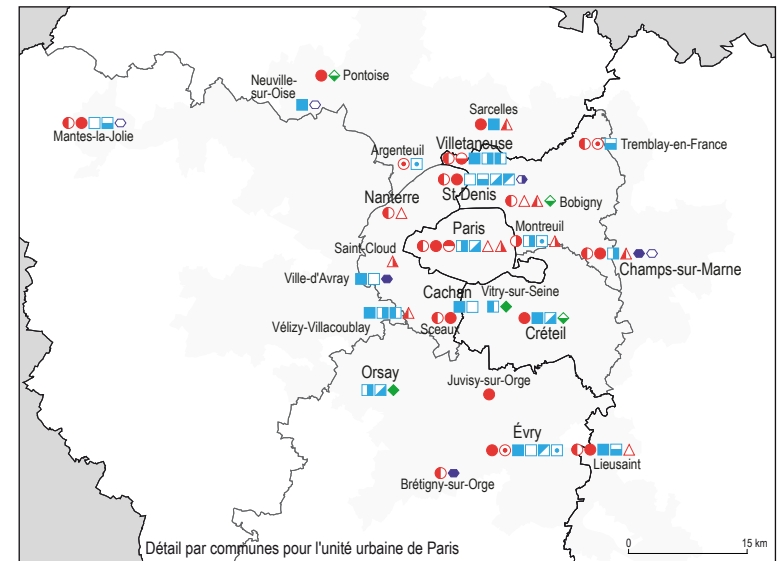 Pontoise
Neuville-
sur-Oise
Sarcelles
Mantes-la-Jolie
Argenteuil
Villetaneuse
Tremblay-en-France
St-Denis
Nanterre
Bobigny
Paris
Montreuil
Saint-Cloud
Champs-sur-Marne
Ville-d'Avray
Cachan
Vitry-sur-Seine
Vélizy-Villacoublay
Sceaux
Créteil
Orsay
Juvisy-sur-Orge
Évry
Lieusaint
Brétigny-sur-Orge
Détail par communes pour l'unité urbaine de Paris
0 15 km